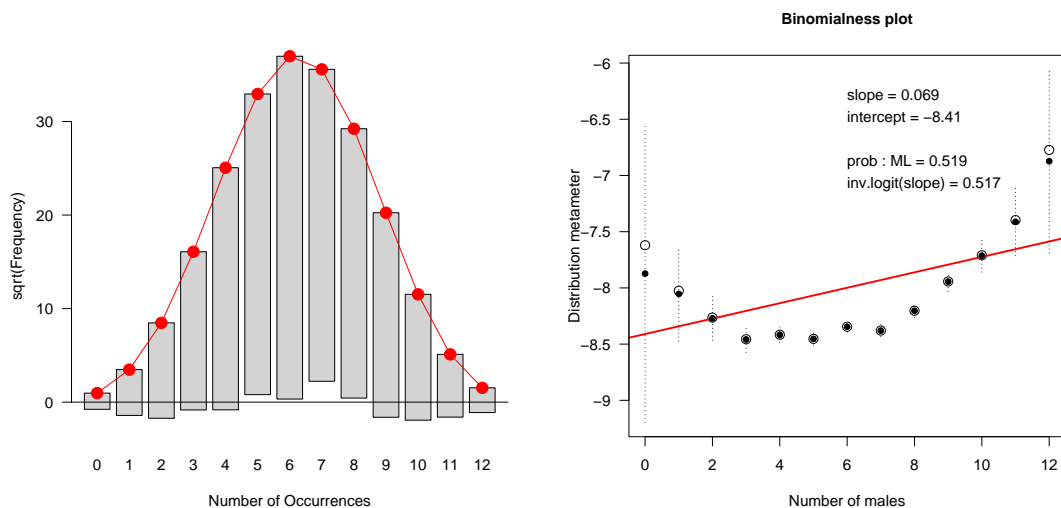 sqrt(Frequency)
30
20
10
0
0 1 2 3 4 5 6 7 8 9 10 11 12
Number of Occurrences
Binomialness plot
Distribution metameter
−6
−6.5
−7
−7.5
−8
−8.5
−9
slope = 0.069
intercept = −8.41
prob : ML = 0.519
inv.logit(slope) = 0.517
0 2 4 6 8 10 12
Number of males